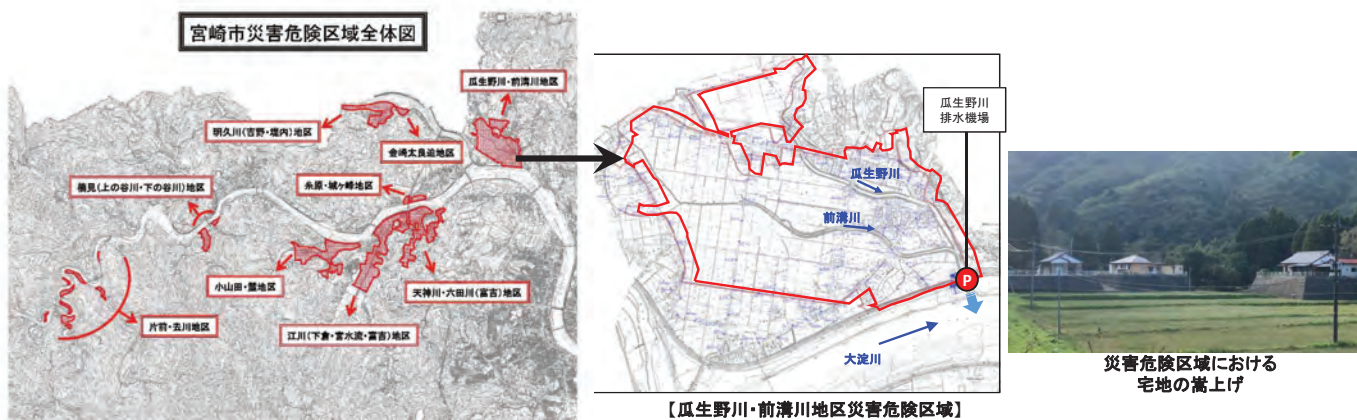 宮崎市災害危険区域全体図
瓜生野川・前溝川地区
明久川(吉野・堤内)地区
金崎太良迫地区
楠見(上の谷川・下の谷川)地区
糸原・城ヶ峰地区
小山田・麓地区
天神川・六田川(富吉)地区
片前・去川地区
江川(下倉・宮水流・富吉)地区
瓜生野川
排水機場
瓜生野川
前溝川
P
大淀川
【瓜生野川・前溝川地区災害危険区域】
災害危険区域における
宅地の嵩上げ